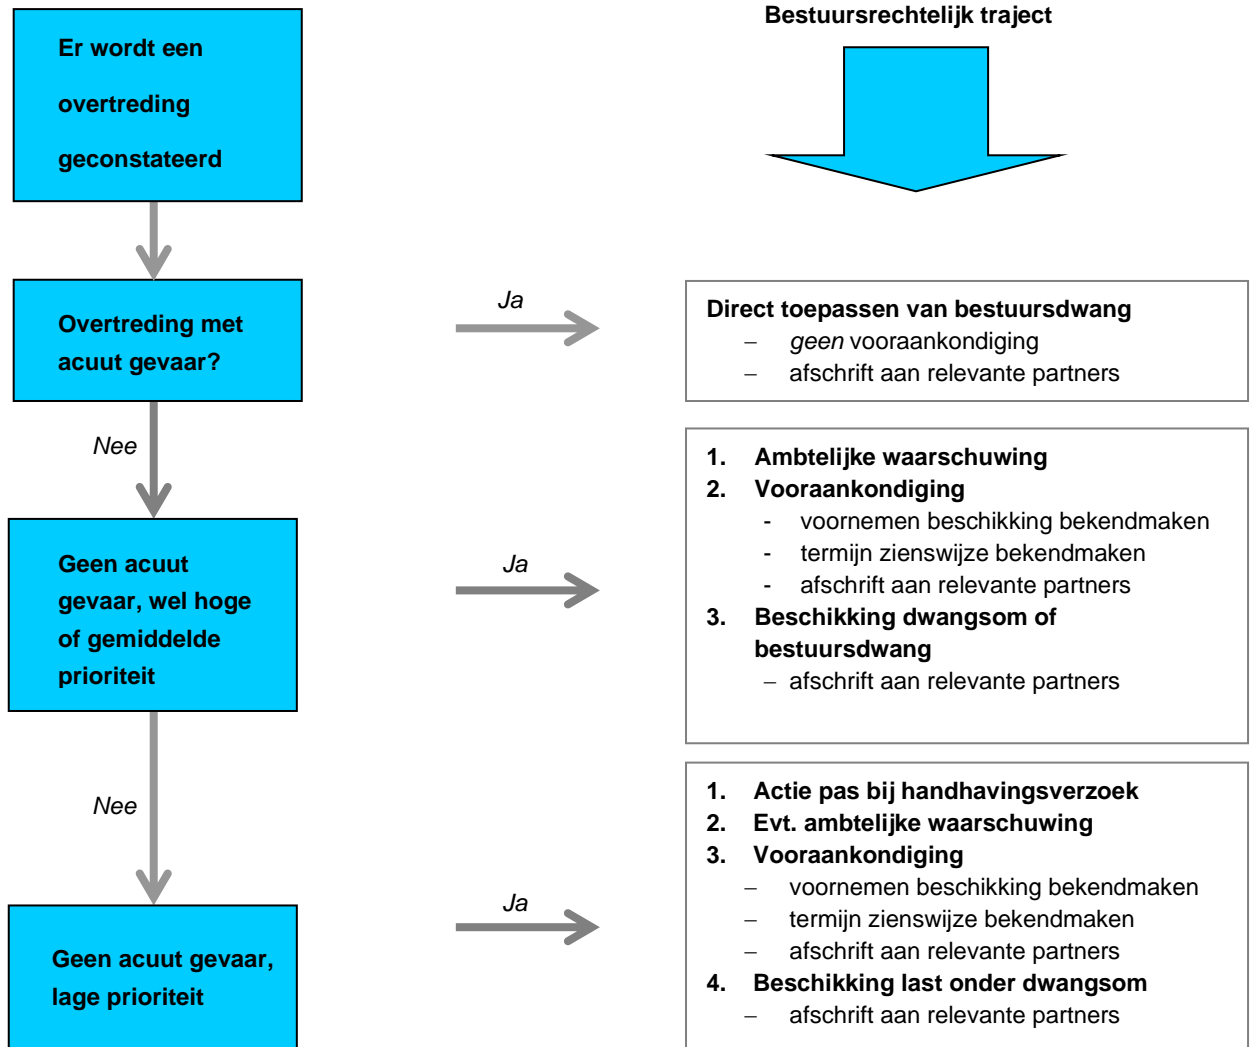 Bestuursrechtelijk traject
Er wordt een
overtreding
geconstateerd
Overtreding met
acuut gevaar?
Ja
Direct toepassen van bestuursdwang
– geen vooraankondiging
– afschrift aan relevante partners
Nee
Geen acuut
gevaar, wel hoge
of gemiddelde
prioriteit
Ja
1. Ambtelijke waarschuwing
2. Vooraankondiging
- voornemen beschikking bekendmaken
- termijn zienswijze bekendmaken
- afschrift aan relevante partners
3. Beschikking dwangsom of
bestuursdwang
– afschrift aan relevante partners
Nee
Geen acuut gevaar,
lage prioriteit
Ja
1. Actie pas bij handhavingsverzoek
2. Evt. ambtelijke waarschuwing
3. Vooraankondiging
– voornemen beschikking bekendmaken
– termijn zienswijze bekendmaken
– afschrift aan relevante partners
4. Beschikking last onder dwangsom
– afschrift aan relevante partners